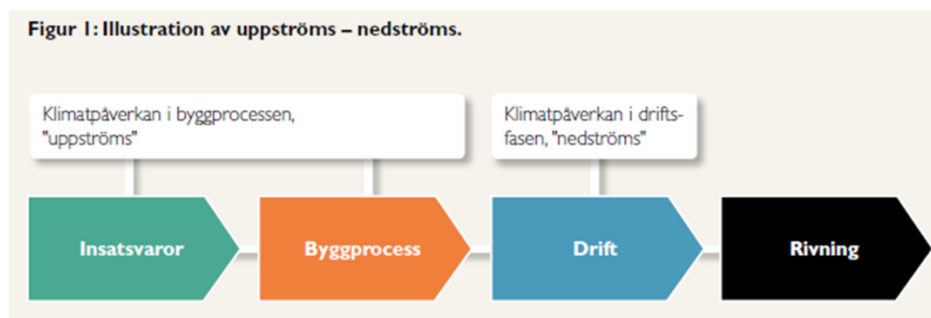 Figur 1: Illustration av uppströms – nedströms.
Klimatpåverkan i byggprocessen,
"uppströms"
Klimatpåverkan i drifts-
fasen, "nedströms"
Insatsvaror
Byggprocess
Drift
Rivning